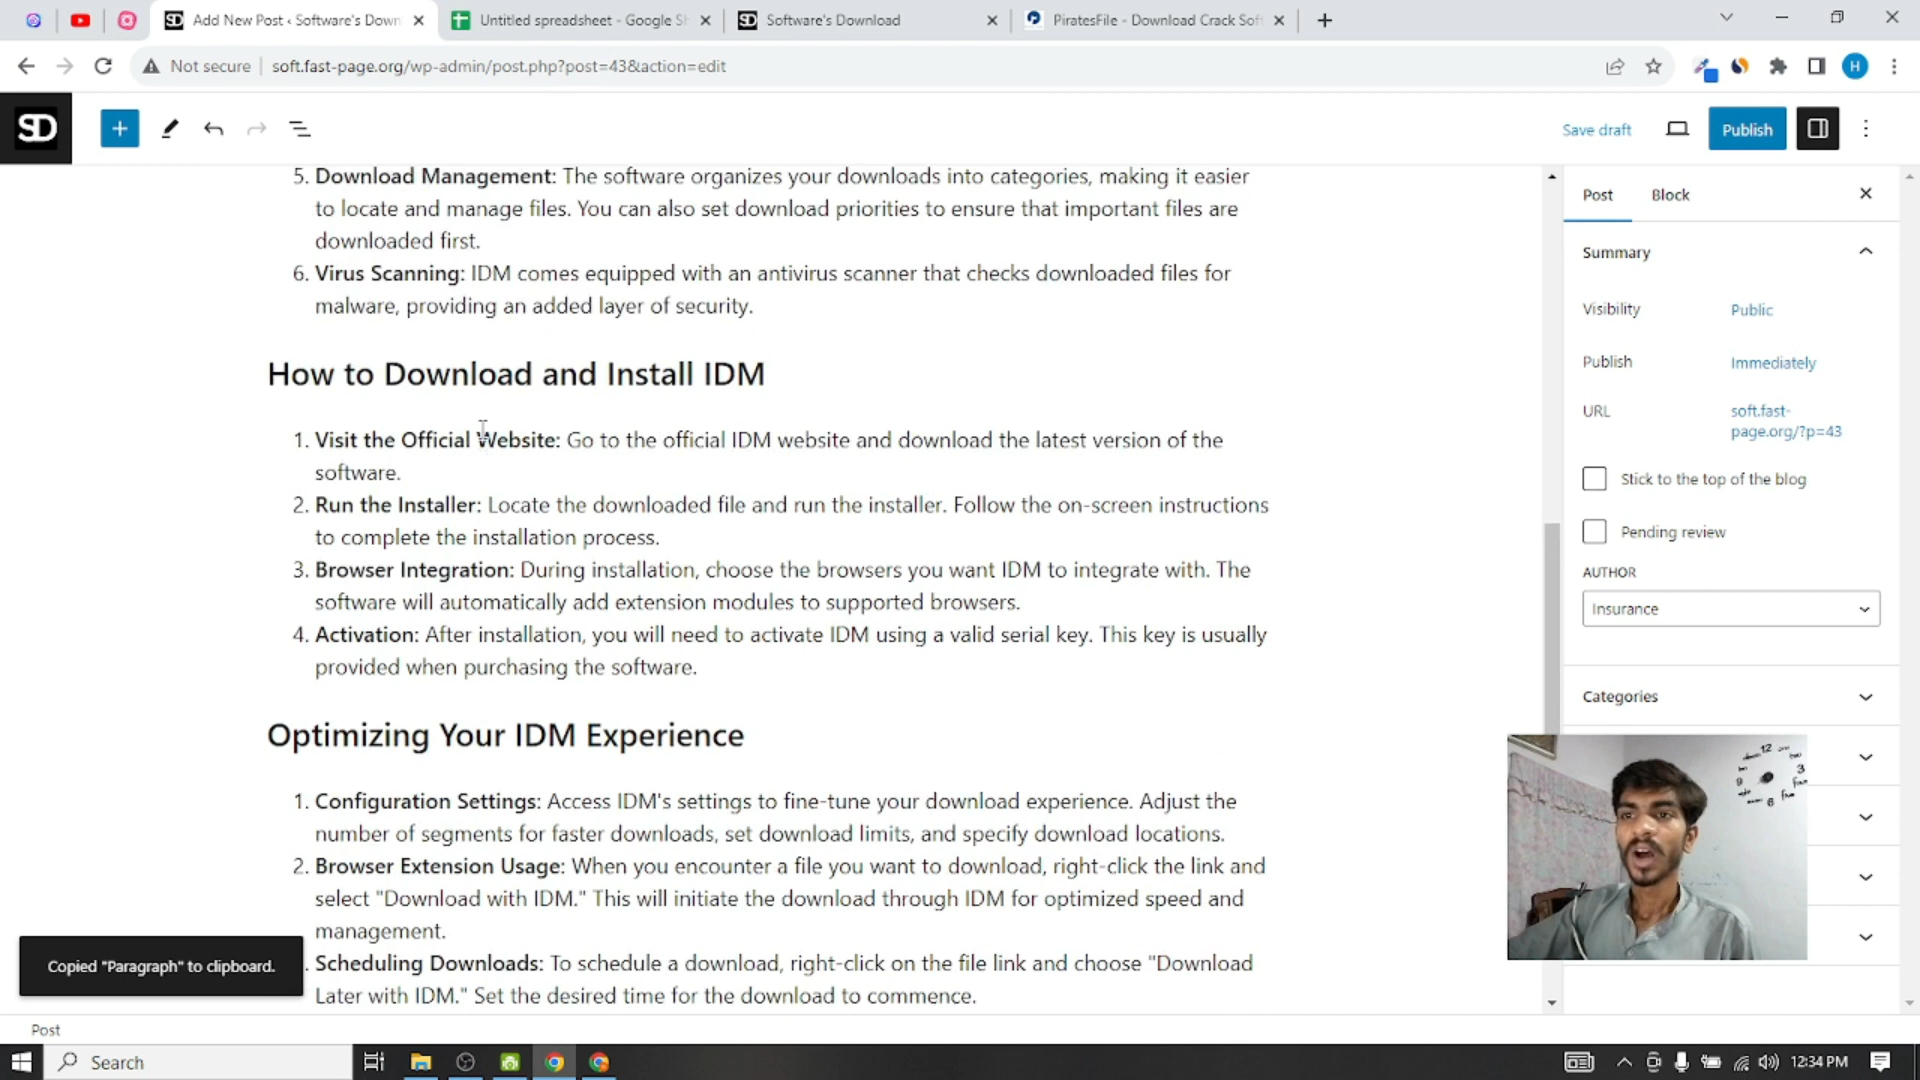 Add New Post ‹ Software's Down
Untitled spreadsheet - Google Sh
Software's Download
PiratesFile - Download Crack Soft
Not secure
soft.fast-page.org/wp-admin/post.php?post=43&action=edit
H
SD
Save draft
Publish
5. Download Management: The software organizes your downloads into categories, making it easier
to locate and manage files. You can also set download priorities to ensure that important files are
downloaded first.
6. Virus Scanning: IDM comes equipped with an antivirus scanner that checks downloaded files for
malware, providing an added layer of security.
How to Download and Install IDM
1. Visit the Official Website: Go to the official IDM website and download the latest version of the
software.
2. Run the Installer: Locate the downloaded file and run the installer. Follow the on-screen instructions
to complete the installation process.
3. Browser Integration: During installation, choose the browsers you want IDM to integrate with. The
software will automatically add extension modules to supported browsers.
4. Activation: After installation, you will need to activate IDM using a valid serial key. This key is usually
provided when purchasing the software.
Optimizing Your IDM Experience
1. Configuration Settings: Access IDM's settings to fine-tune your download experience. Adjust the
number of segments for faster downloads, set download limits, and specify download locations.
2. Browser Extension Usage: When you encounter a file you want to download, right-click the link and
select "Download with IDM." This will initiate the download through IDM for optimized speed and
management.
. Scheduling Downloads: To schedule a download, right-click on the file link and choose "Download
Later with IDM." Set the desired time for the download to commence.
Copied "Paragraph" to clipboard.
Post
Block
Summary
Visibility
Public
Publish
Immediately
URL
soft.fast-
page.org/?p=43
Stick to the top of the blog
Pending review
AUTHOR
Insurance
Categories
12
3
6
9
Post
Search
12:34 PM